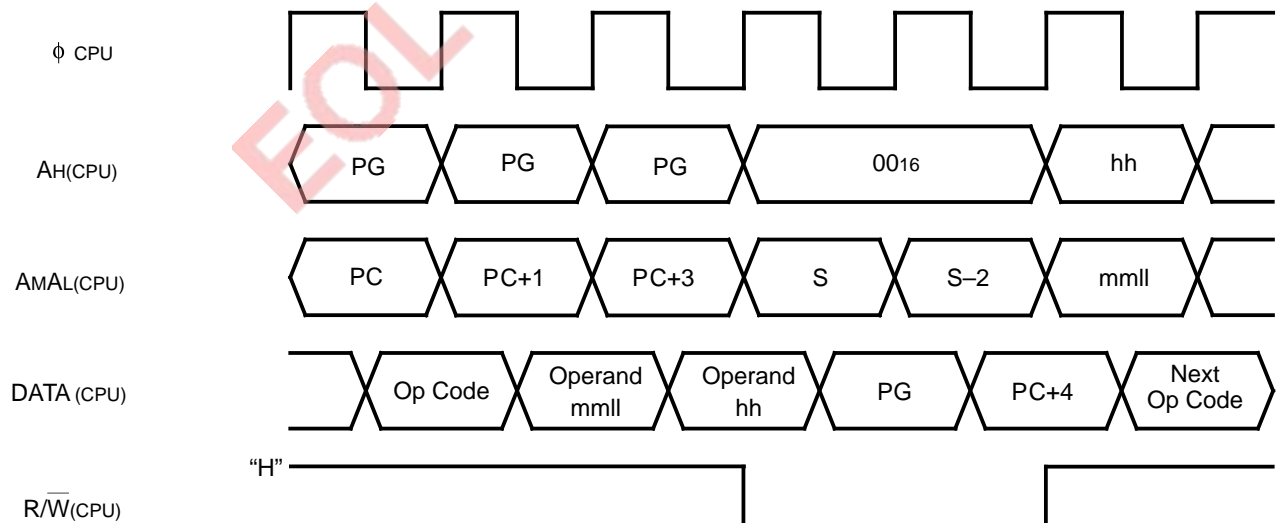 ϕ CPU
EOL
AH(CPU)
PG
PG
PG
0016
hh
AMAL(CPU)
PC
PC+1
PC+3
S
S–2
mmll
DATA (CPU)
Op Code
Operand
mmll
Operand
hh
PG
PC+4
Next
Op Code
“H”
R/W̅(CPU)